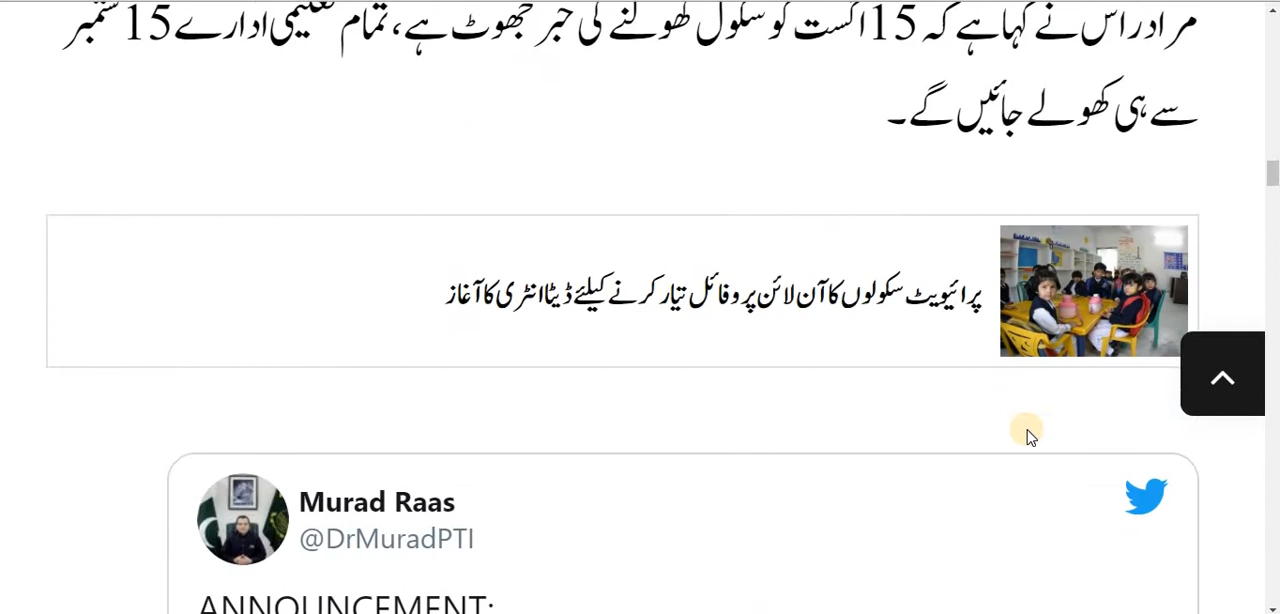 مراد راس نے کہا ہے کہ 15 اگست کو سکول کھولنے کی خبر جھوٹ ہے، تمام تعلیمی ادارے 15 ستمبر
سے ہی کھولے جائیں گے۔
پرائیویٹ سکولوں کا آن لائن پروفائل تیار کرنے کیلئے ڈیٹا انٹری کا آغاز
Murad Raas
@DrMuradPTI
ANNOUNCEMENT: